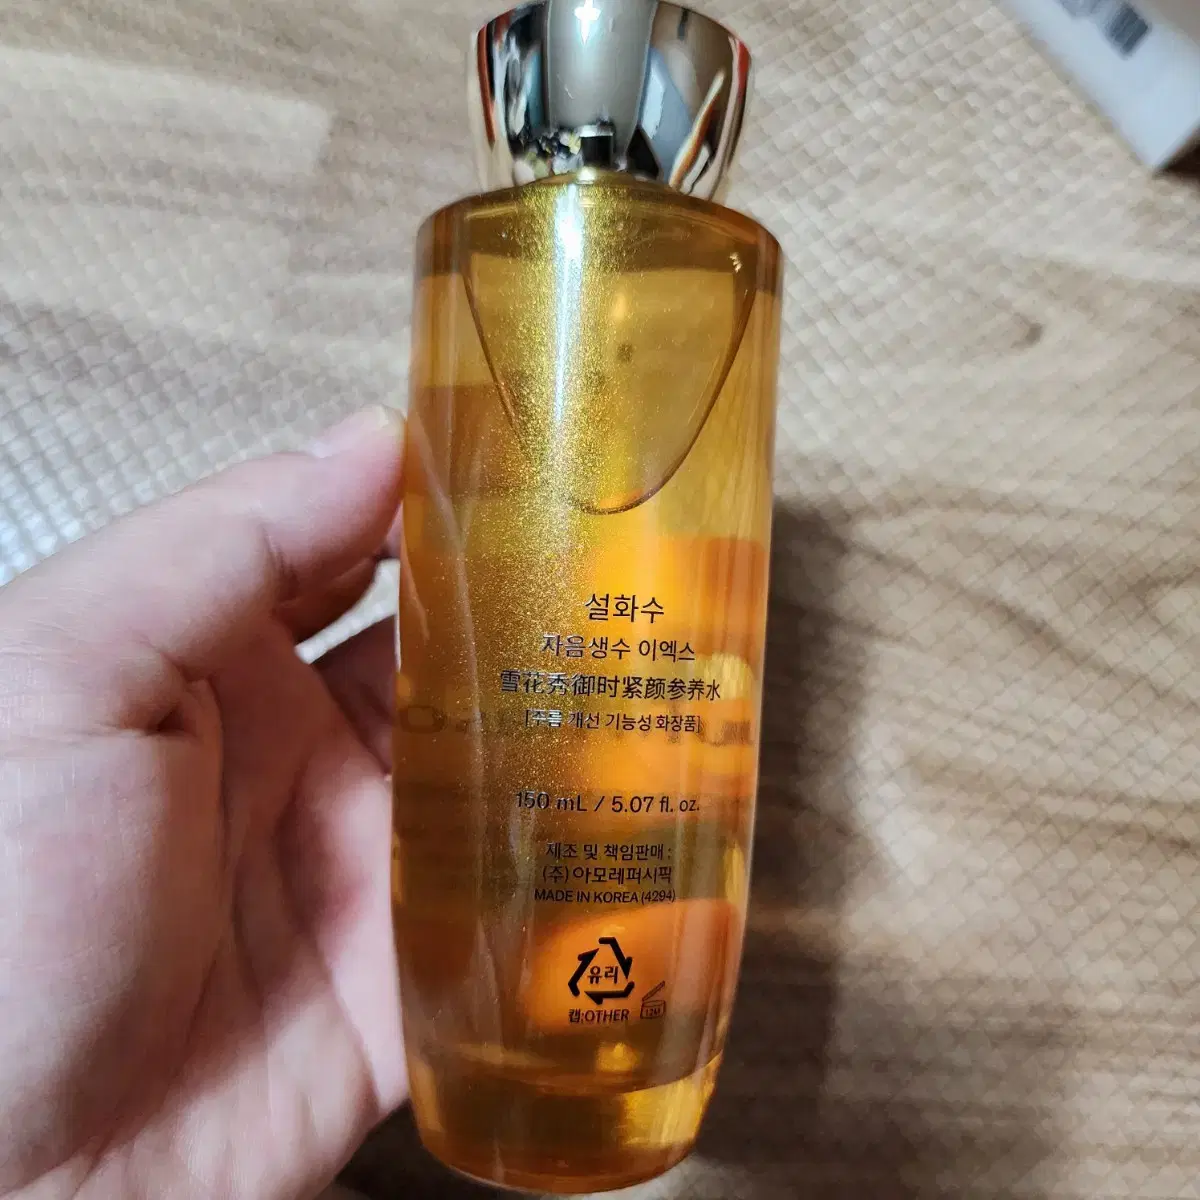 설화수
자음생수 이엑스
雪花秀御时紧颜参养水
[주름 개선 기능성 화장품]
150 mL / 5.07 fl. oz.
제조 및 책임판매 :
(주)아모레퍼시픽
MADE IN KOREA (4294)
유리
캡:OTHER
12M